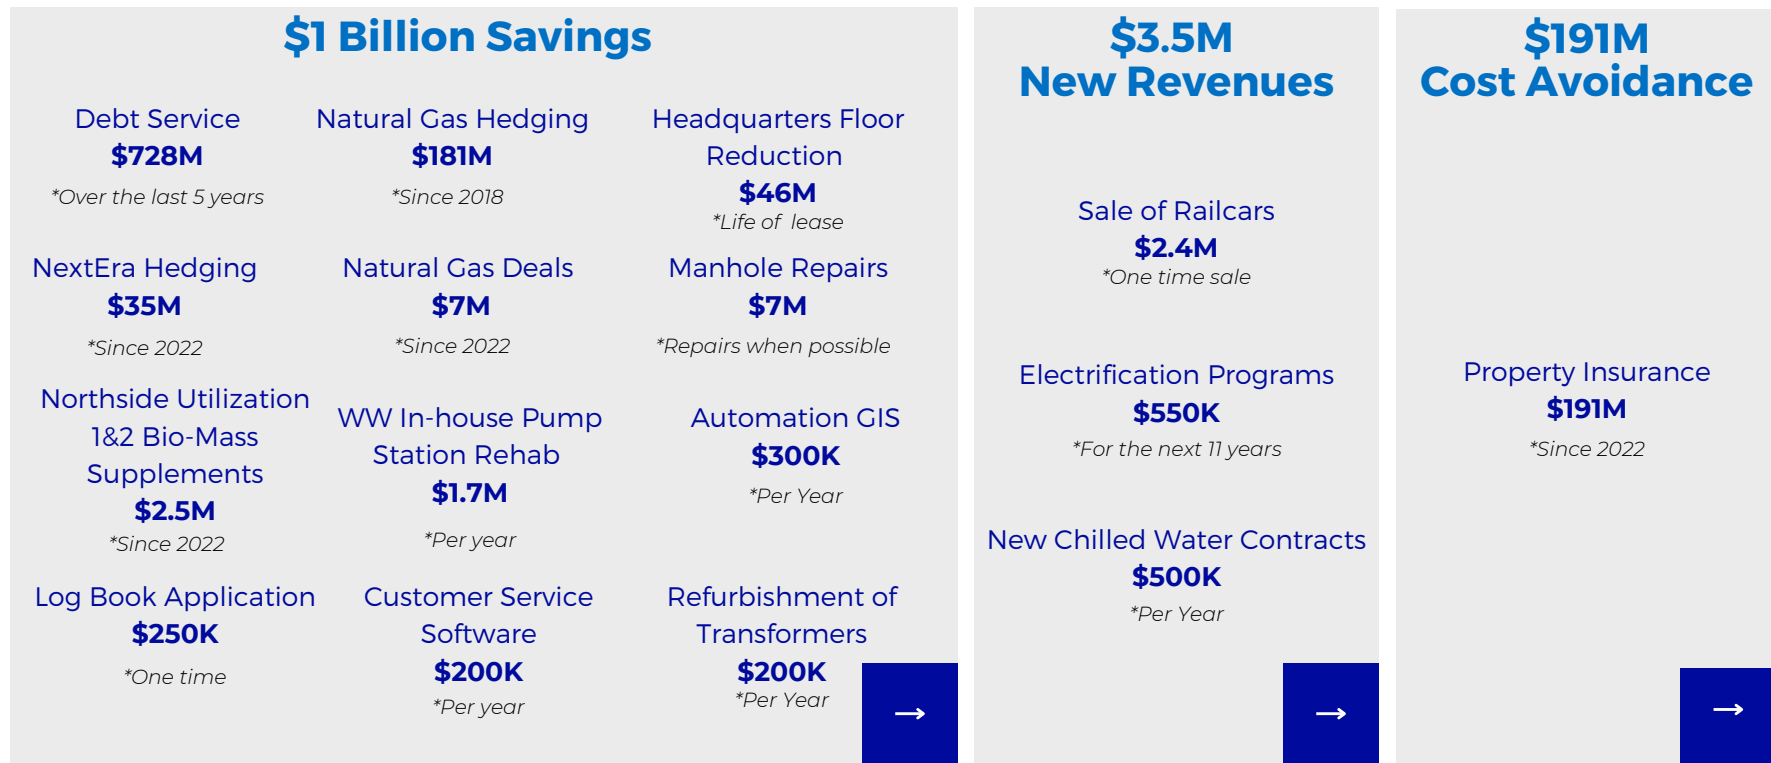 $1 Billion Savings
Debt Service
$728M
*Over the last 5 years
Natural Gas Hedging
$181M
*Since 2018
Headquarters Floor
Reduction
$46M
*Life of lease
NextEra Hedging
$35M
*Since 2022
Natural Gas Deals
$7M
*Since 2022
Manhole Repairs
$7M
*Repairs when possible
Northside Utilization
1&2 Bio-Mass
Supplements
$2.5M
*Since 2022
WW In-house Pump
Station Rehab
$1.7M
*Per year
Automation GIS
$300K
*Per Year
Log Book Application
$250K
*One time
Customer Service
Software
$200K
*Per year
Refurbishment of
Transformers
$200K
*Per Year
→
$3.5M
New Revenues
Sale of Railcars
$2.4M
*One time sale
Electrification Programs
$550K
*For the next 11 years
New Chilled Water Contracts
$500K
*Per Year
→
$191M
Cost Avoidance
Property Insurance
$191M
*Since 2022
→